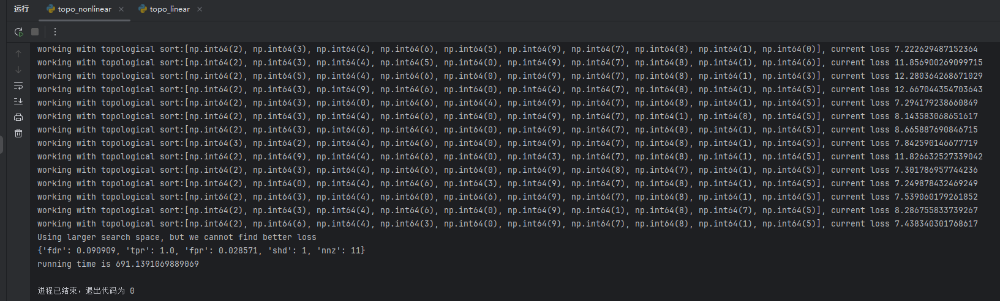 运行 topo_nonlinear topo_linear
working with topological sort:[np.int64(2), np.int64(3), np.int64(4), np.int64(6), np.int64(5), np.int64(9), np.int64(7), np.int64(8), np.int64(1), np.int64(0)], current loss 7.222629487152364
working with topological sort:[np.int64(2), np.int64(3), np.int64(4), np.int64(5), np.int64(0), np.int64(9), np.int64(7), np.int64(8), np.int64(1), np.int64(6)], current loss 11.856900269099715
working with topological sort:[np.int64(2), np.int64(5), np.int64(4), np.int64(6), np.int64(0), np.int64(9), np.int64(7), np.int64(8), np.int64(1), np.int64(3)], current loss 12.280364268671029
working with topological sort:[np.int64(2), np.int64(3), np.int64(9), np.int64(6), np.int64(0), np.int64(4), np.int64(7), np.int64(8), np.int64(1), np.int64(5)], current loss 12.667044354703643
working with topological sort:[np.int64(2), np.int64(3), np.int64(0), np.int64(6), np.int64(4), np.int64(9), np.int64(7), np.int64(8), np.int64(1), np.int64(5)], current loss 7.294179238660849
working with topological sort:[np.int64(2), np.int64(3), np.int64(4), np.int64(6), np.int64(0), np.int64(9), np.int64(7), np.int64(1), np.int64(8), np.int64(5)], current loss 8.143583068651617
working with topological sort:[np.int64(2), np.int64(3), np.int64(6), np.int64(4), np.int64(0), np.int64(9), np.int64(7), np.int64(8), np.int64(1), np.int64(5)], current loss 8.665887690846715
working with topological sort:[np.int64(3), np.int64(2), np.int64(4), np.int64(6), np.int64(0), np.int64(9), np.int64(7), np.int64(8), np.int64(1), np.int64(5)], current loss 7.842590146677719
working with topological sort:[np.int64(2), np.int64(9), np.int64(4), np.int64(6), np.int64(0), np.int64(3), np.int64(7), np.int64(8), np.int64(1), np.int64(5)], current loss 11.826632527339042
working with topological sort:[np.int64(2), np.int64(3), np.int64(4), np.int64(6), np.int64(0), np.int64(9), np.int64(8), np.int64(7), np.int64(1), np.int64(5)], current loss 7.301786957744236
working with topological sort:[np.int64(2), np.int64(0), np.int64(4), np.int64(6), np.int64(3), np.int64(9), np.int64(7), np.int64(8), np.int64(1), np.int64(5)], current loss 7.249878432469249
working with topological sort:[np.int64(2), np.int64(3), np.int64(4), np.int64(0), np.int64(6), np.int64(9), np.int64(7), np.int64(8), np.int64(1), np.int64(5)], current loss 7.539060179261852
working with topological sort:[np.int64(2), np.int64(3), np.int64(4), np.int64(6), np.int64(0), np.int64(9), np.int64(1), np.int64(8), np.int64(7), np.int64(5)], current loss 8.286755833739267
working with topological sort:[np.int64(2), np.int64(6), np.int64(4), np.int64(3), np.int64(0), np.int64(9), np.int64(7), np.int64(8), np.int64(1), np.int64(5)], current loss 7.438340301768617
Using larger search space, but we cannot find better loss
{'fdr': 0.090909, 'tpr': 1.0, 'fpr': 0.028571, 'shd': 1, 'nnz': 11}
running time is 691.1391069889069
进程已结束，退出代码为 0